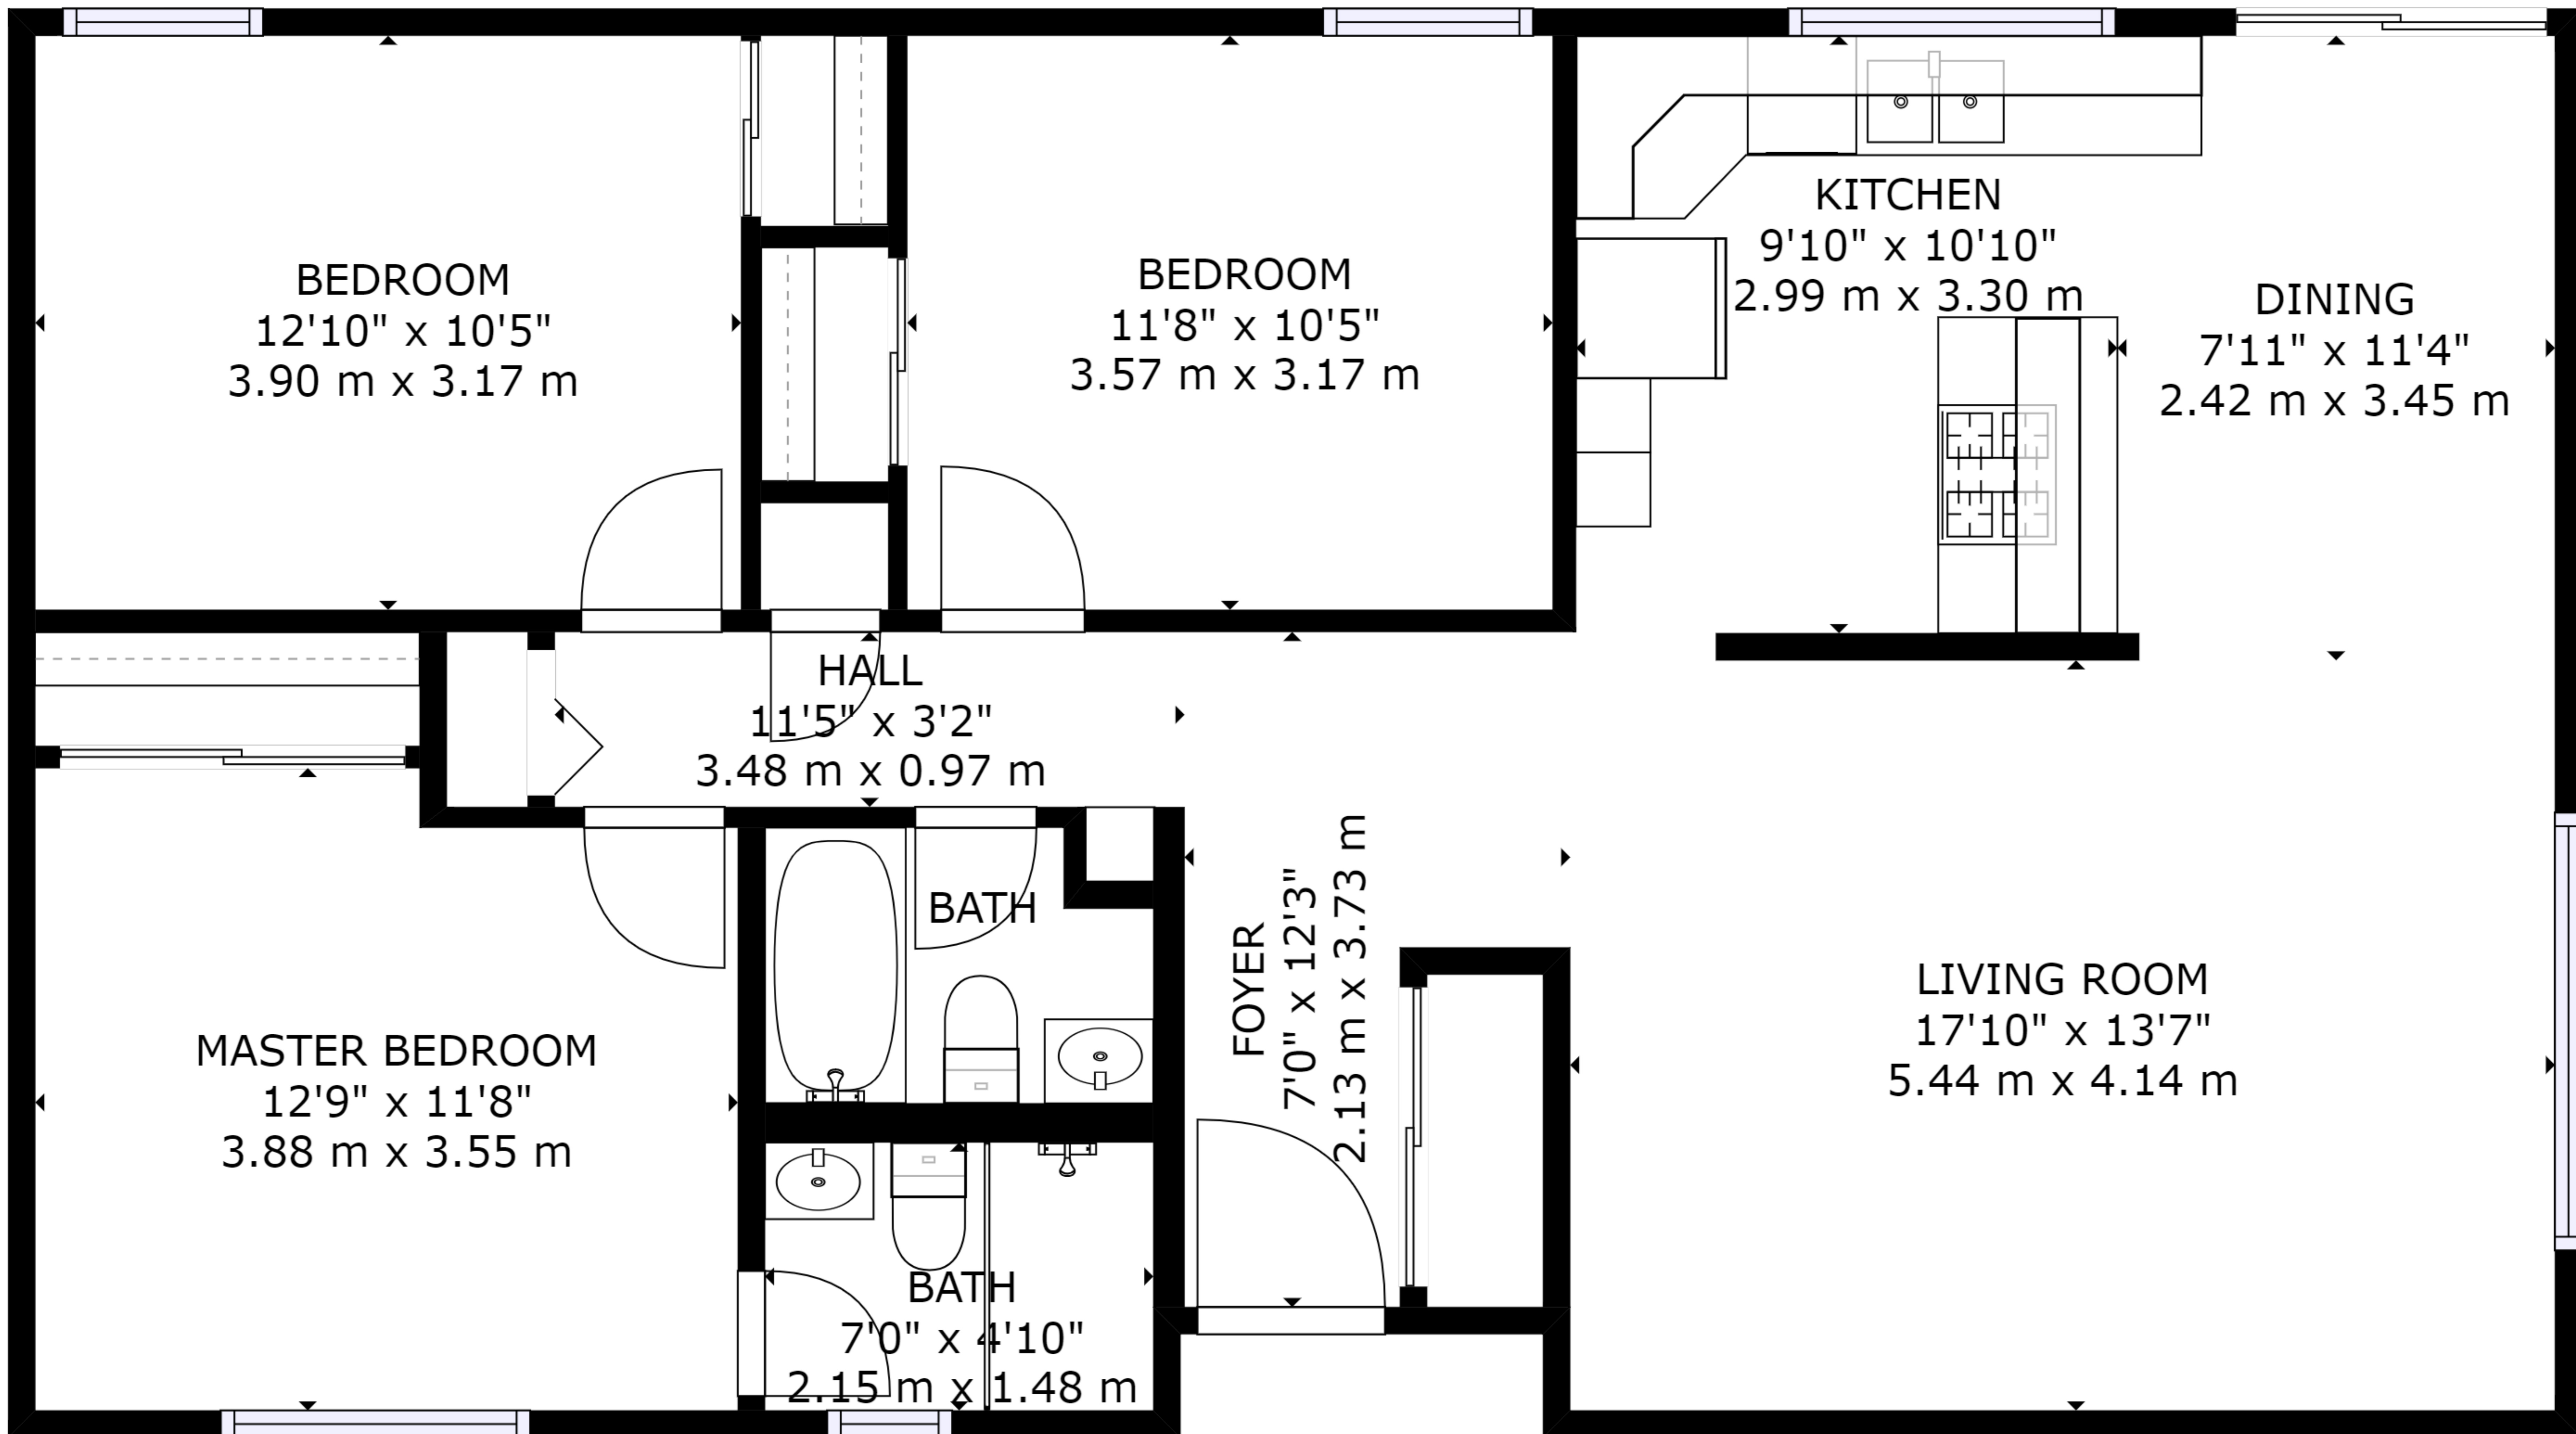 BEDROOM
12'10" x 10'5"
3.90 m x 3.17 m
BEDROOM
11'8" x 10'5"
3.57 m x 3.17 m
KITCHEN
9'10" x 10'10"
2.99 m x 3.30 m
DINING
7'11" x 11'4"
2.42 m x 3.45 m
HALL
11'5" x 3'2"
3.48 m x 0.97 m
MASTER BEDROOM
12'9" x 11'8"
3.88 m x 3.55 m
BATH
BATH
7'0" x 4'10"
2.15 m x 1.48 m
FOYER
7'0" x 12'3"
2.13 m x 3.73 m
LIVING ROOM
17'10" x 13'7"
5.44 m x 4.14 m